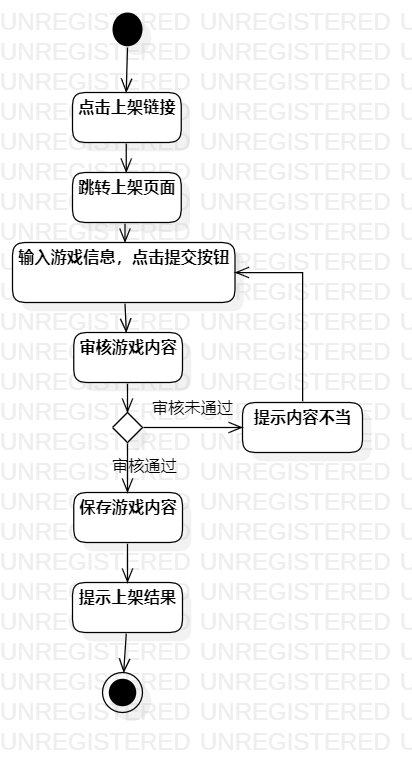 点击上架链接
跳转上架页面
输入游戏信息，点击提交按钮
审核游戏内容
审核未通过
提示内容不当
审核通过
保存游戏内容
提示上架结果
UNREGISTERED